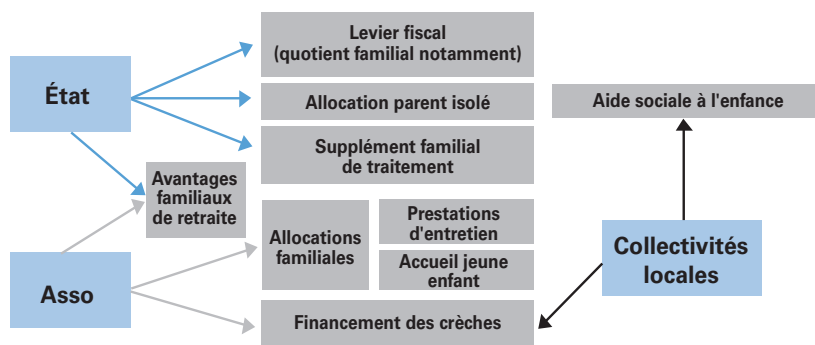 Levier fiscal
(quotient familial notamment)
État
Allocation parent isolé
Aide sociale à l'enfance
Supplément familial
de traitement
Avantages
familiaux
de retraite
Allocations
familiales
Prestations
d'entretien
Accueil jeune
enfant
Collectivités
locales
Asso
Financement des crèches